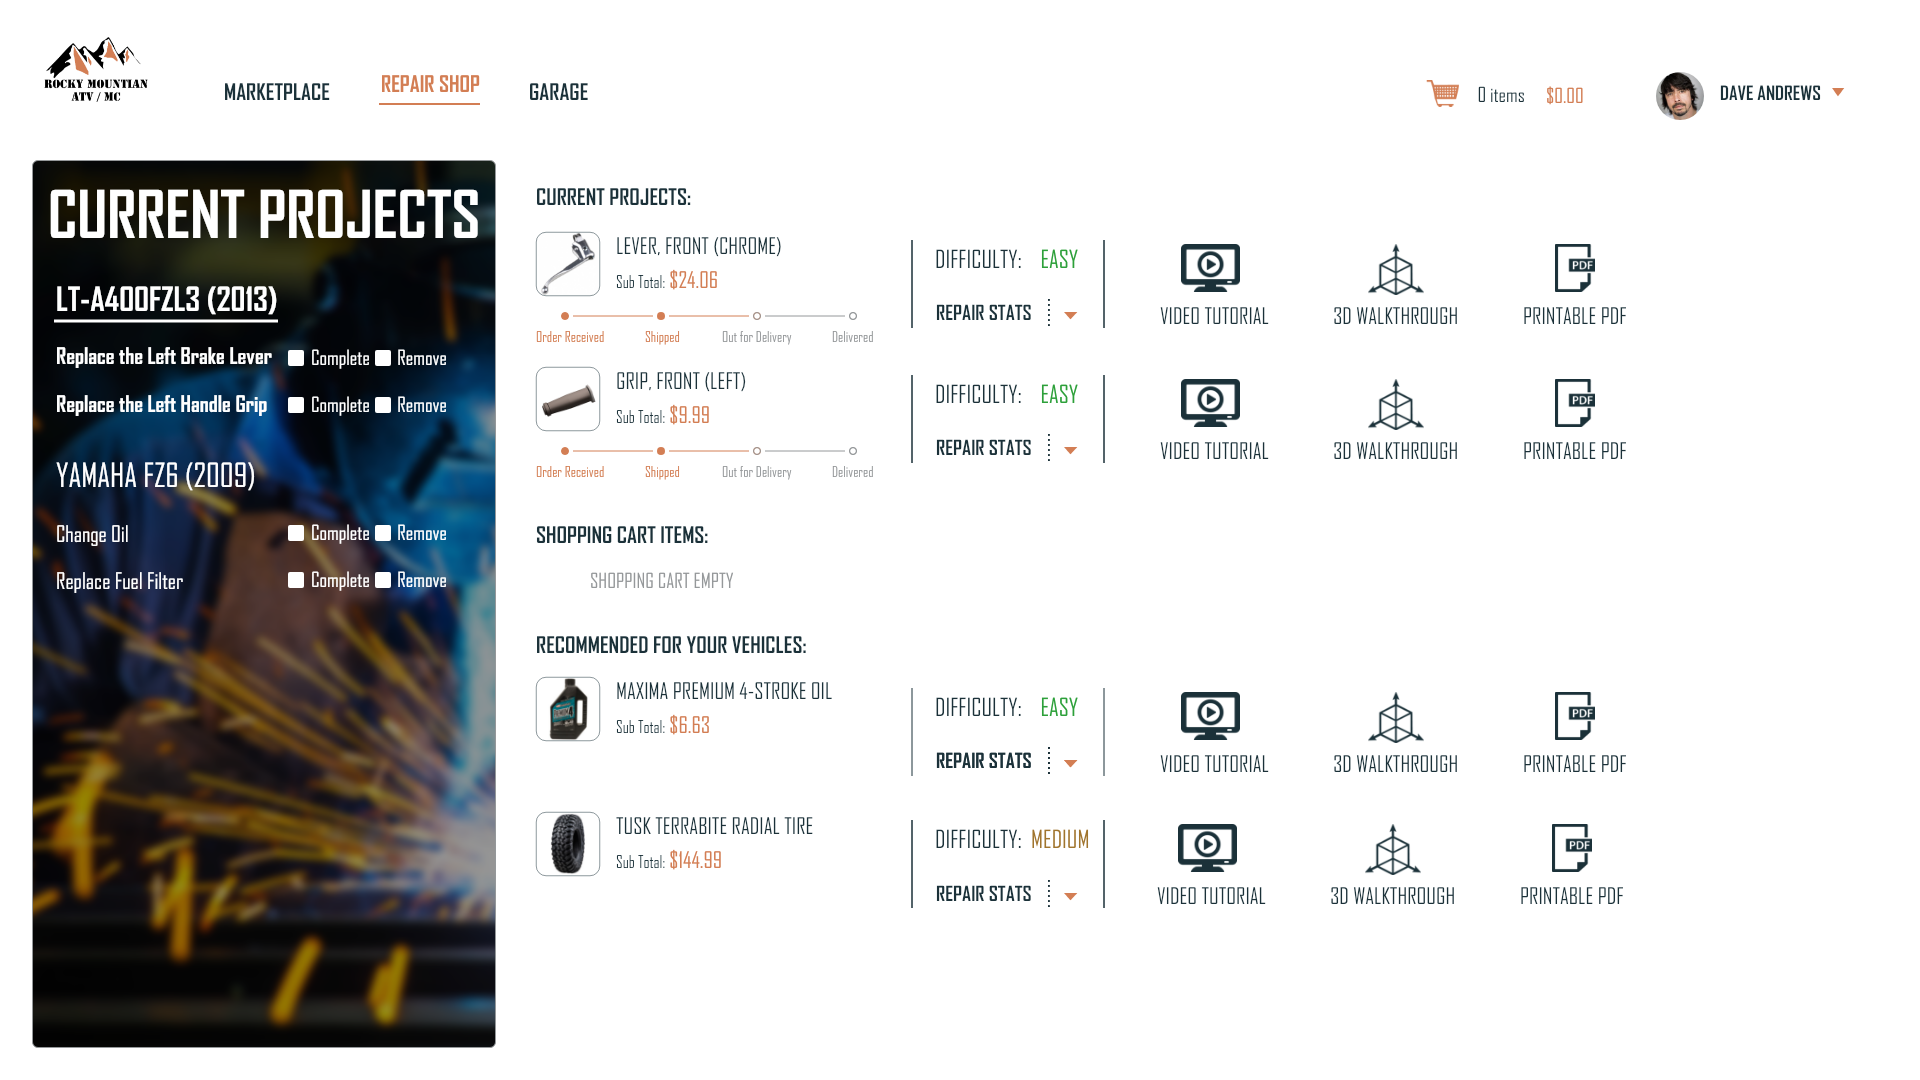 ROCKY MOUNTIAN
ATV / MC
MARKETPLACE
REPAIR SHOP
GARAGE
0 items
$0.00
DAVE ANDREWS
CURRENT PROJECTS
LT-A400FZL3 (2013)
Replace the Left Brake Lever Complete Remove
Replace the Left Handle Grip Complete Remove
YAMAHA FZ6 (2009)
Change Oil Complete Remove
Replace Fuel Filter Complete Remove
CURRENT PROJECTS:
LEVER, FRONT (CHROME)
Sub Total: $24.06
Order Received Shipped Out for Delivery Delivered
DIFFICULTY: EASY
REPAIR STATS
VIDEO TUTORIAL
3D WALKTHROUGH
PDF
PRINTABLE PDF
GRIP, FRONT (LEFT)
Sub Total: $9.99
Order Received Shipped Out for Delivery Delivered
DIFFICULTY: EASY
REPAIR STATS
VIDEO TUTORIAL
3D WALKTHROUGH
PDF
PRINTABLE PDF
SHOPPING CART ITEMS:
SHOPPING CART EMPTY
RECOMMENDED FOR YOUR VEHICLES:
MAXIMA PREMIUM 4-STROKE OIL
Sub Total: $6.63
DIFFICULTY: EASY
REPAIR STATS
VIDEO TUTORIAL
3D WALKTHROUGH
PDF
PRINTABLE PDF
TUSK TERRABITE RADIAL TIRE
Sub Total: $144.99
DIFFICULTY: MEDIUM
REPAIR STATS
VIDEO TUTORIAL
3D WALKTHROUGH
PDF
PRINTABLE PDF